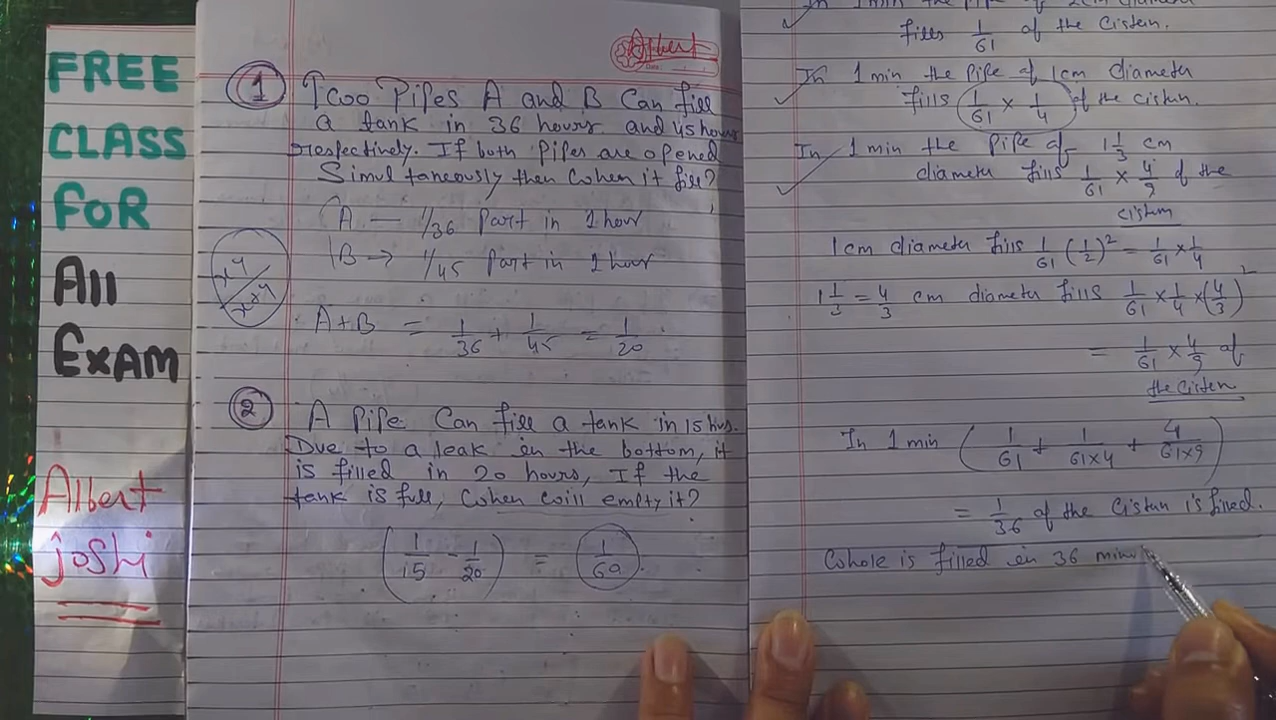 FREE
CLASS
FOR
All
EXAM
Albert
joshi
Albert
1 Two Pipes A and B Can fill
a tank in 36 hours and 45 hours
respectively. If both Pipes are opened
Simultaneously then when it fill?
A — 1/36 Part in 1 hour
B → 1/45 Part in 1 hour
A+B = 1/36 + 1/45 = 1/20
2 A Pipe Can fill a tank in 15 hrs.
Due to a leak in the bottom, it
is filled in 20 hours, If the
tank is full, when will empty it?
(1/15 - 1/20) = 1/60.
In 1 min the pipe of 2cm diameter
fills 1/61 of the Cistern.
In 1 min the Pipe of 1cm diameter
fills 1/61 × 1/4 of the cistern.
In 1 min the Pipe of 1 1/3 cm
diameter fills 1/61 × 4/9 of the
cistern
1cm diameter fills 1/61 (1/2)² = 1/61 × 1/4
1 1/3 = 4/3 cm diameter fills 1/61 × 1/4 × (4/3)²
= 1/61 × 4/9 of
the Cistern
In 1 min (1/61 + 1/61×4 + 4/61×9)
= 1/36 of the Cistern is filled.
Whole is filled in 36 min